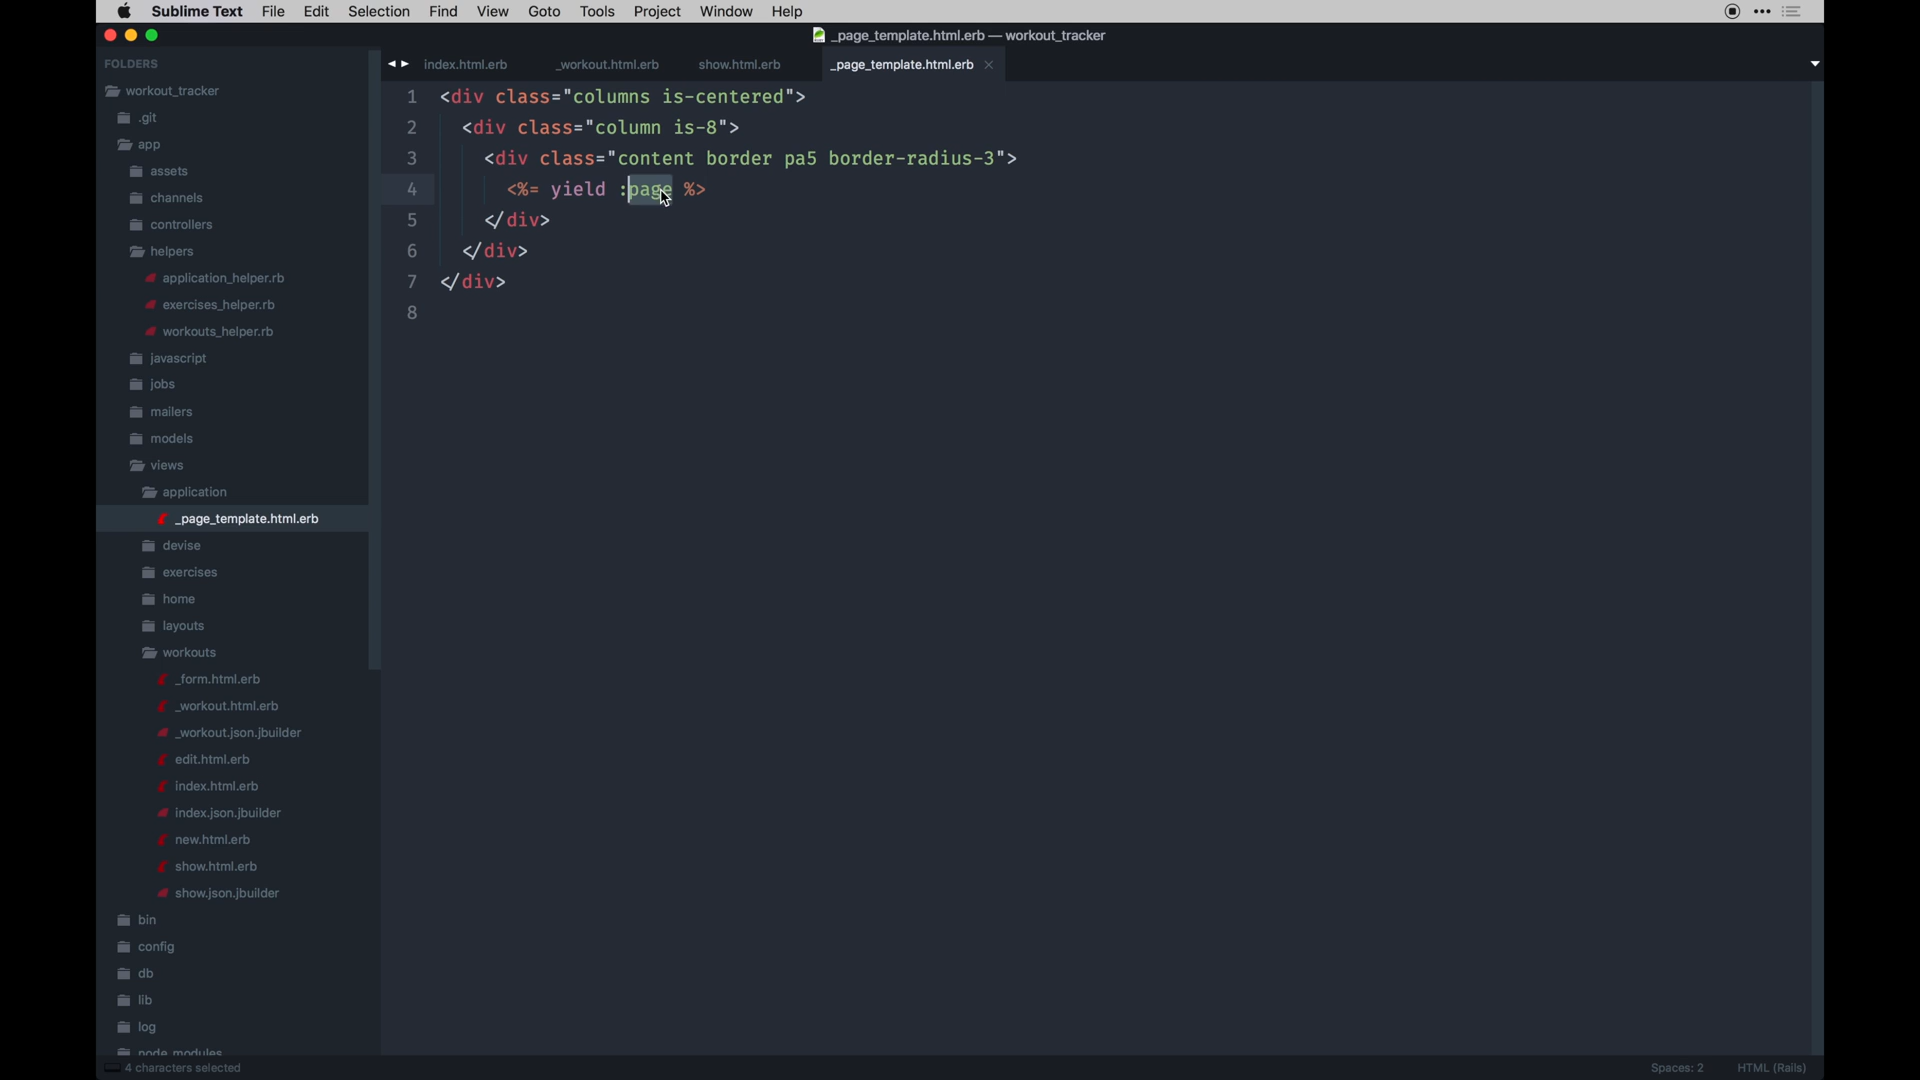 Sublime Text File Edit Selection Find View Goto Tools Project Window Help
_page_template.html.erb — workout_tracker
FOLDERS
workout_tracker
.git
app
assets
channels
controllers
helpers
application_helper.rb
exercises_helper.rb
workouts_helper.rb
javascript
jobs
mailers
models
views
application
_page_template.html.erb
devise
exercises
home
layouts
workouts
_form.html.erb
_workout.html.erb
_workout.json.jbuilder
edit.html.erb
index.html.erb
index.json.jbuilder
new.html.erb
show.html.erb
show.json.jbuilder
bin
config
db
lib
log
node_modules
index.html.erb _workout.html.erb show.html.erb _page_template.html.erb
1 <div class="columns is-centered">
2 <div class="column is-8">
3 <div class="content border pa5 border-radius-3">
4 <%= yield :page %>
5 </div>
6 </div>
7 </div>
8
4 characters selected Spaces: 2 HTML (Rails)